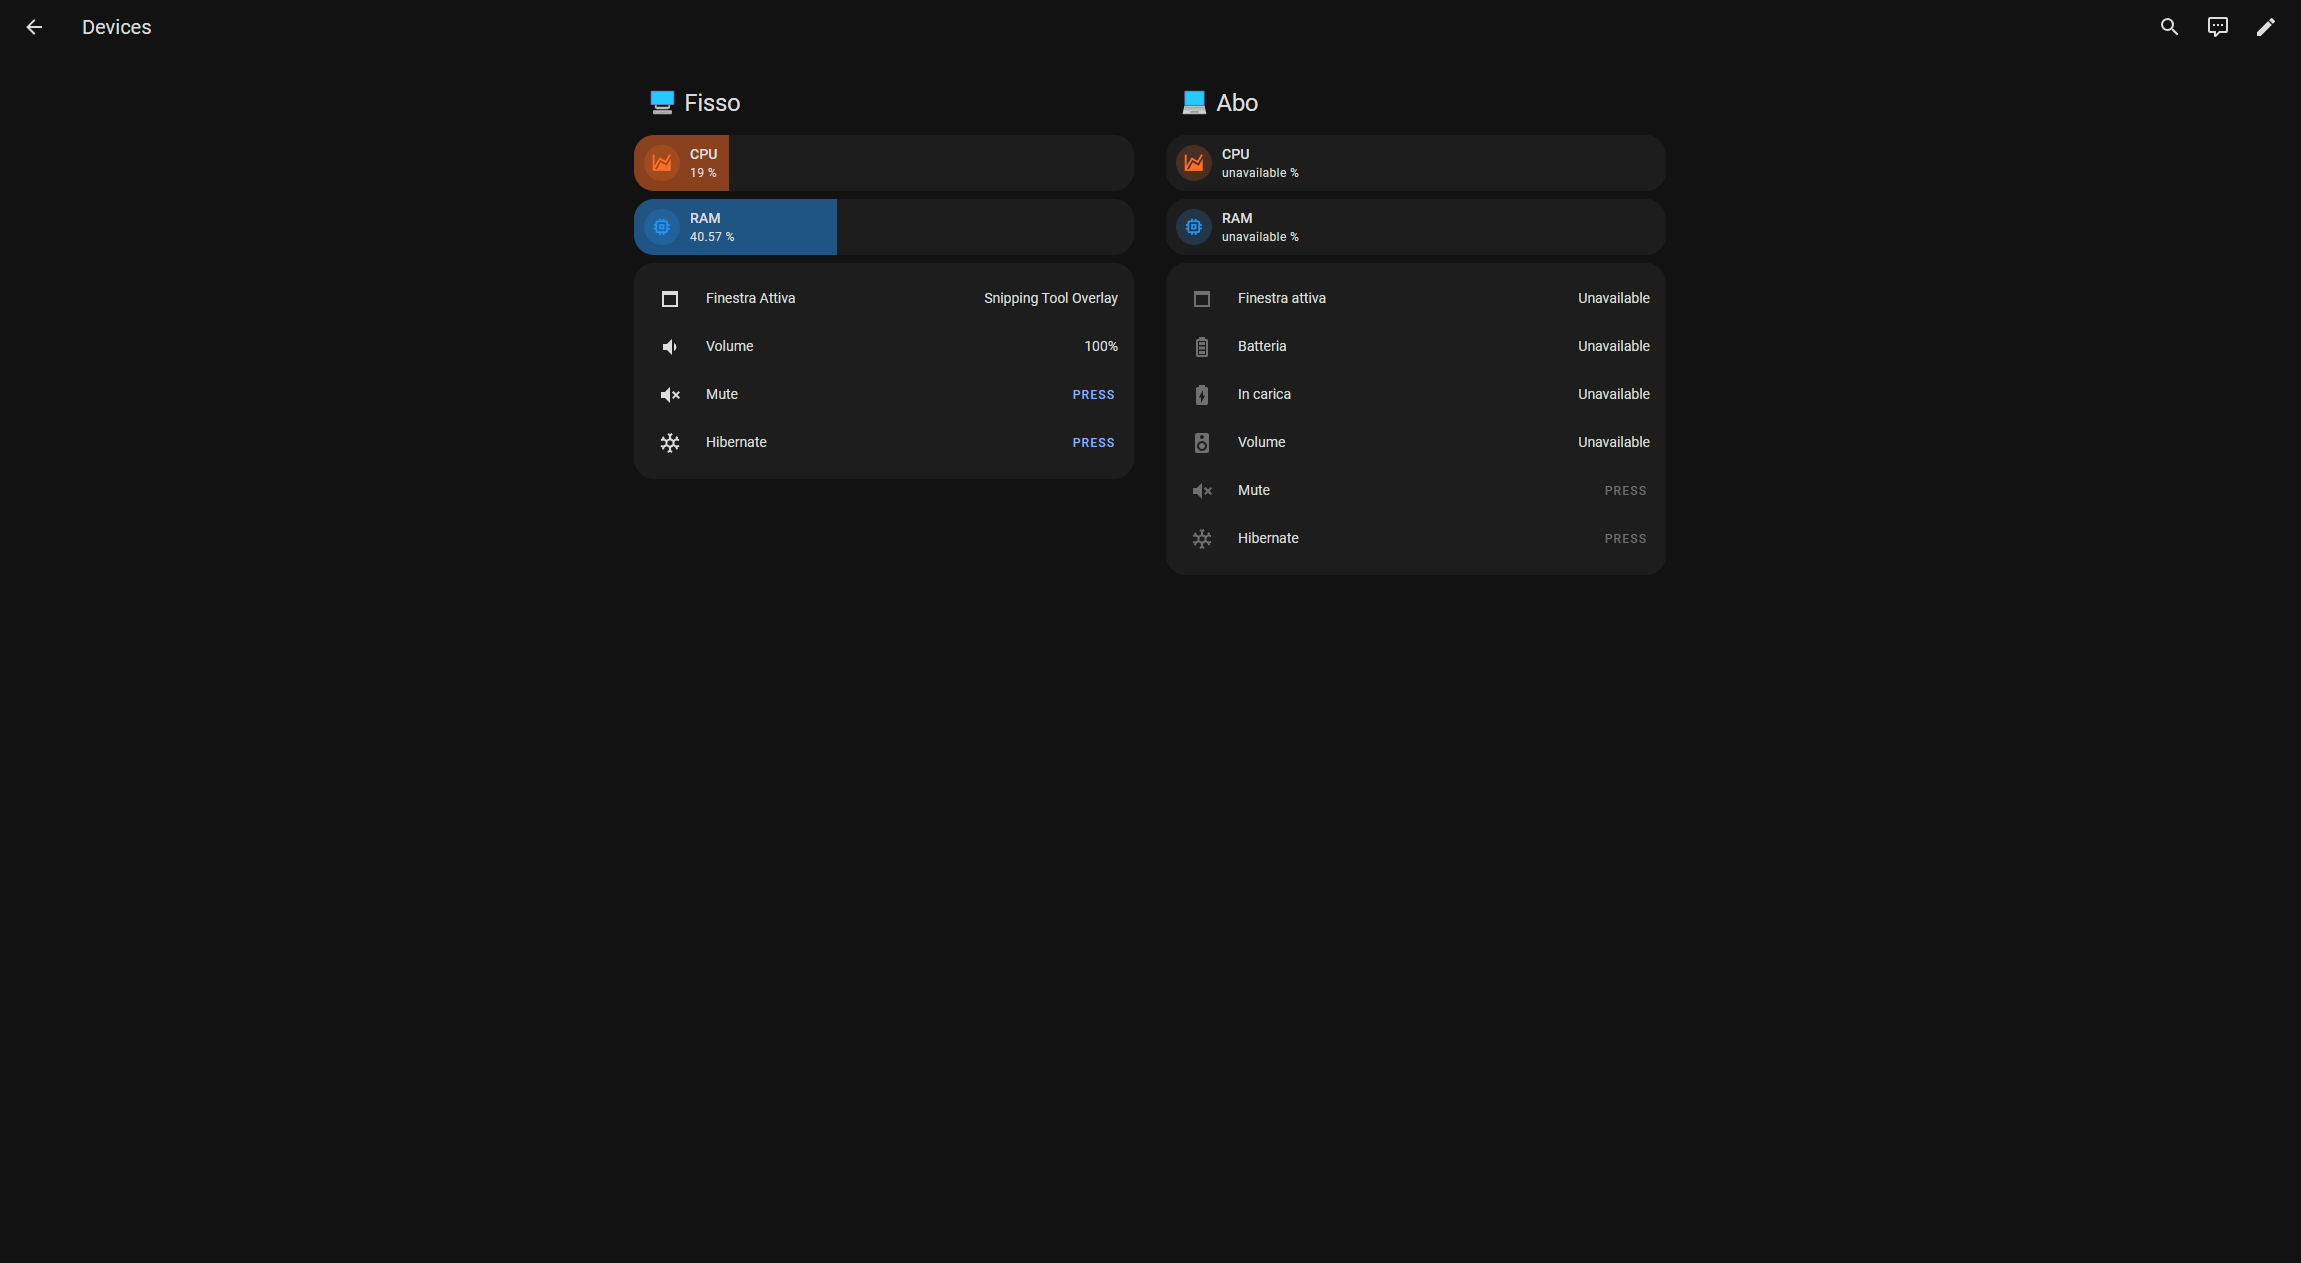 Devices
Fisso
CPU
19 %
RAM
40.57 %
Finestra Attiva Snipping Tool Overlay
Volume 100%
Mute PRESS
Hibernate PRESS
Abo
CPU
unavailable %
RAM
unavailable %
Finestra attiva Unavailable
Batteria Unavailable
In carica Unavailable
Volume Unavailable
Mute PRESS
Hibernate PRESS